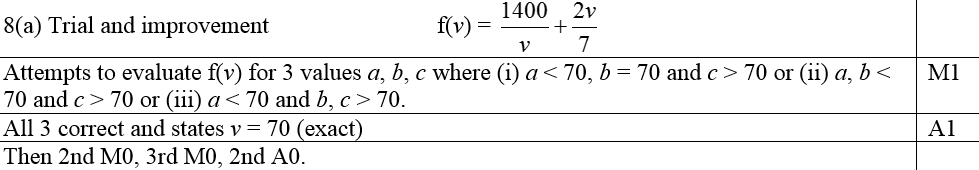 8(a) Trial and improvement f(v) = 1400/v + 2v/7
Attempts to evaluate f(v) for 3 values a, b, c where (i) a < 70, b = 70 and c > 70 or (ii) a, b < M1
70 and c > 70 or (iii) a < 70 and b, c > 70.
All 3 correct and states v = 70 (exact) A1
Then 2nd M0, 3rd M0, 2nd A0.